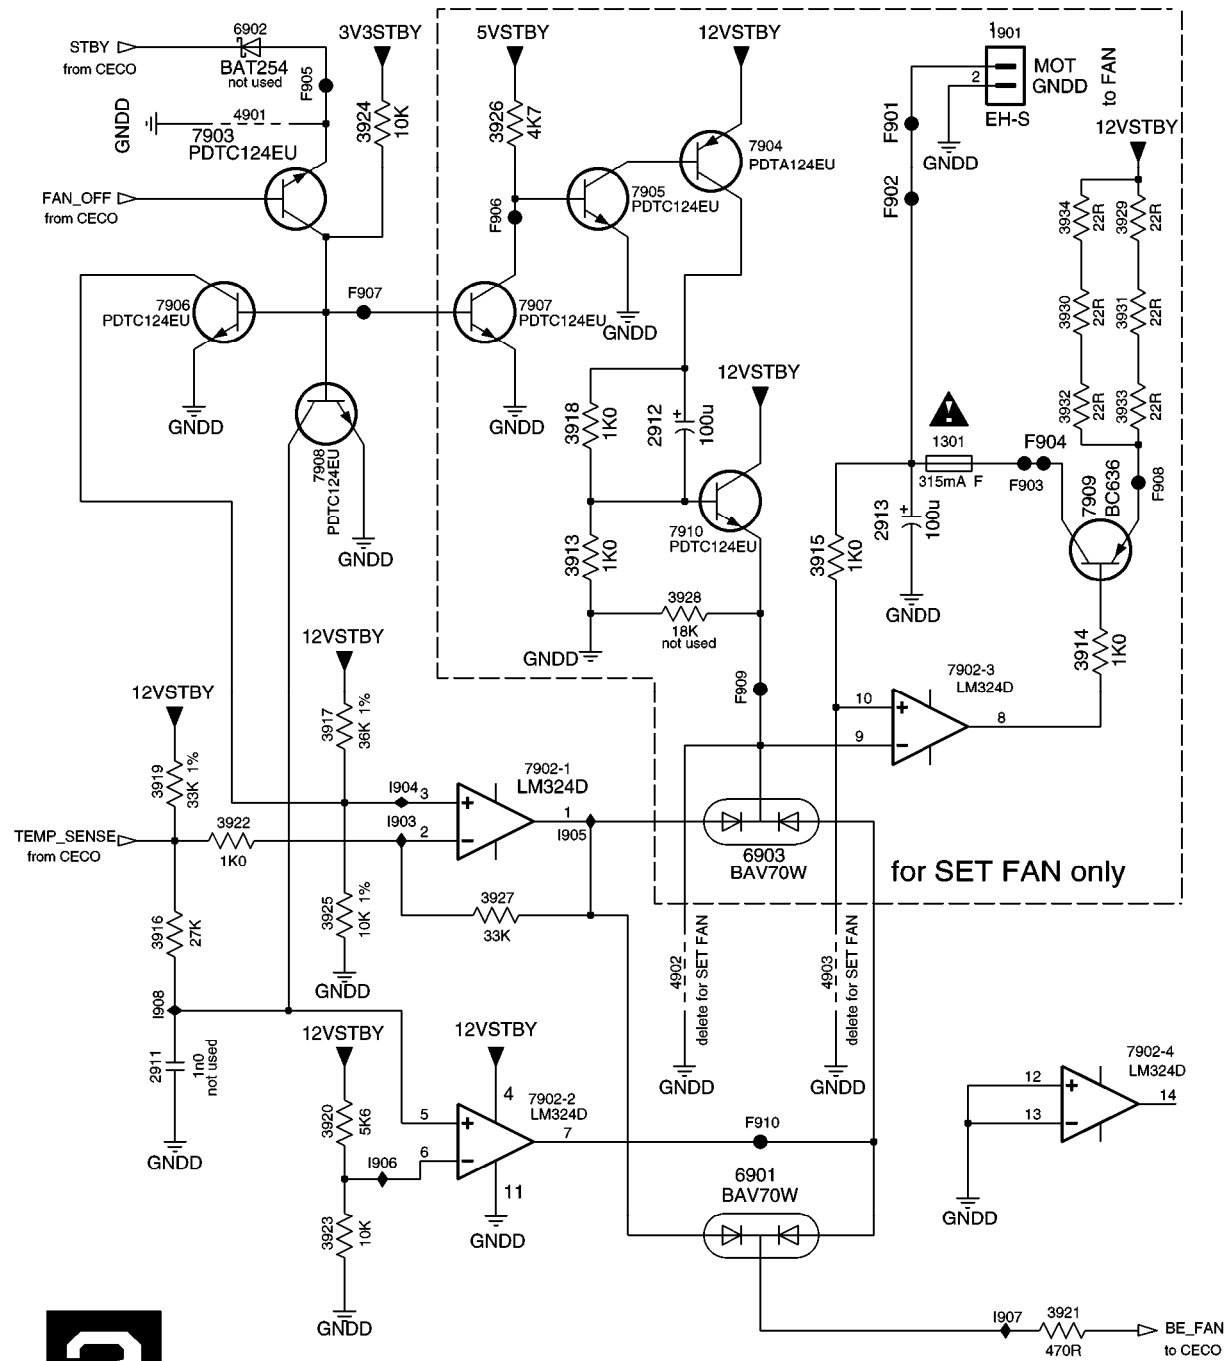 6902
STBY
from CECO
BAT254
not used
F905
3V3STBY
5VSTBY
12VSTBY
1
1901
MOT
2
GNDD
EH-S
to FAN
GNDD
4901
7903
PDTC124EU
3924
10K
3926
4K7
7904
PDTA124EU
F901
GNDD
12VSTBY
FAN_OFF
from CECO
7905
PDTC124EU
F906
F902
3934
22R
3929
22R
7906
PDTC124EU
F907
7907
PDTC124EU
GNDD
3930
22R
3931
22R
GNDD
GNDD
12VSTBY
3932
22R
3933
22R
3918
1K0
2912
+
100u
7908
PDTC124EU
GNDD
1301
315mA F
F904
F903
7909
BC636
F908
7910
PDTC124EU
3913
1K0
3915
1K0
2913
+
100u
GNDD
3928
18K
not used
GNDD
3914
1K0
12VSTBY
12VSTBY
3917
36K 1%
3919
33K 1%
F909
7902-3
LM324D
10
+
9
−
8
7902-1
LM324D
I904
3
+
I903
2
−
1
I905
TEMP_SENSE
from CECO
3922
1K0
6903
BAV70W
for SET FAN only
3916
27K
3925
10K 1%
3927
33K
4902
delete for SET FAN
4903
delete for SET FAN
GNDD
I908
2911
1n0
not used
GNDD
12VSTBY
12VSTBY
4
7902-2
LM324D
GNDD
GNDD
7902-4
LM324D
12
+
13
−
14
3920
5K6
5
+
6
−
7
I906
11
GNDD
F910
6901
BAV70W
GNDD
3923
10K
GNDD
I907
3921
470R
BE_FAN
to CECO